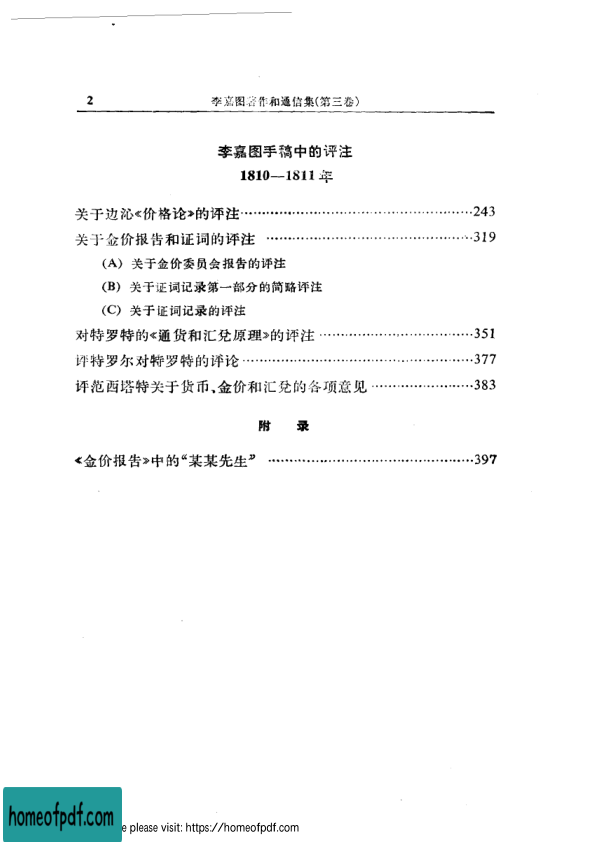 2 李嘉图著作和通信集(第三卷)
李嘉图手稿中的评注
1810—1811年
关于边沁《价格论》的评注……243
关于金价报告和证词的评注……319
(A) 关于金价委员会报告的评注
(B) 关于证词记录第一部分的简略评注
(C) 关于证词记录的评注
对特罗特的《通货和汇兑原理》的评注……351
评特罗尔对特罗特的评论……377
评范西塔特关于货币、金价和汇兑的各项意见……383
附 录
《金价报告》中的“某某先生”……397
homeofpdf.com
e please visit: https://homeofpdf.com